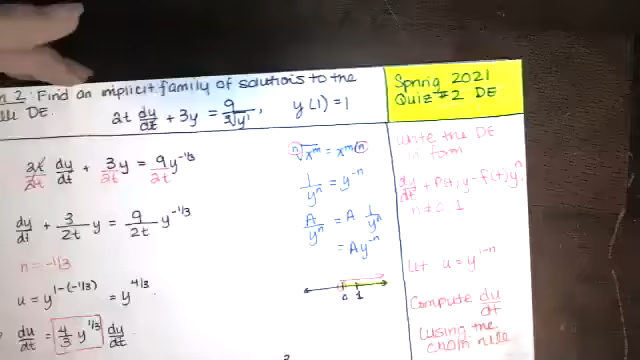 2: Find an implicit family of solutions to the
DE. 2t dy/dt + 3y = 9/∛y, y(1) = 1
2t/2t dy/dt + 3y/2t = 9y^-1/3 / 2t
dy/dt + 3/2t y = 9/2t y^-1/3
n = -1/3
u = y^1-(-1/3) = y^4/3
du/dt = 4/3 y^1/3 dy/dt
ⁿ√x^m = x^m/n
1/y^n = y^-n
A/y^n = A 1/y^n
= Ay^-n
0 1
Spring 2021
Quiz #2 DE
Write the DE
in form
dy/dt + P(t)y = f(t)y^n
n ≠ 0, 1
Let u = y^1-n
Compute du/dt
(using the
chain rule